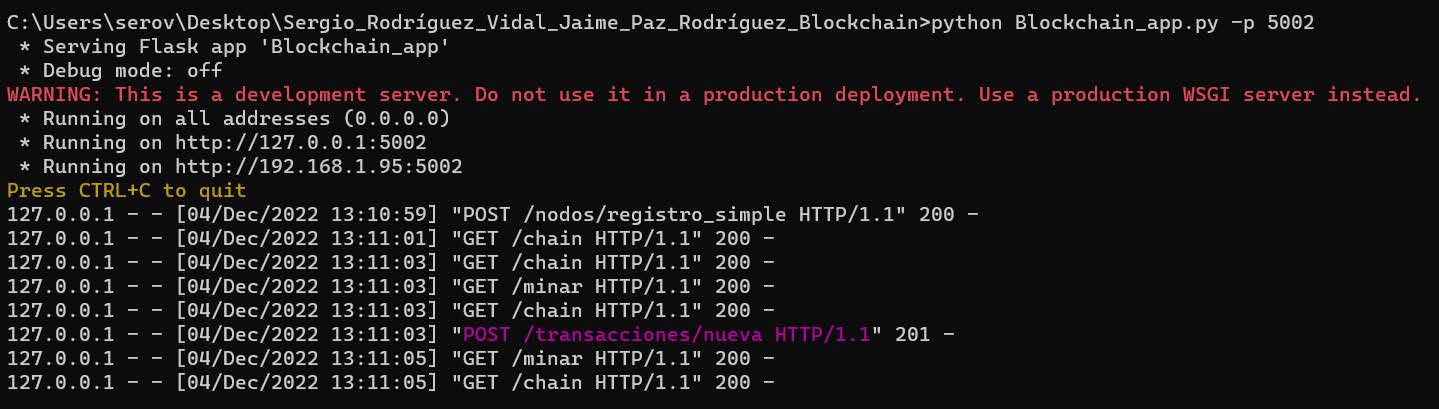 C:\Users\serov\Desktop\Sergio_Rodríguez_Vidal_Jaime_Paz_Rodríguez_Blockchain>python Blockchain_app.py -p 5002
 * Serving Flask app 'Blockchain_app'
 * Debug mode: off
WARNING: This is a development server. Do not use it in a production deployment. Use a production WSGI server instead.
 * Running on all addresses (0.0.0.0)
 * Running on http://127.0.0.1:5002
 * Running on http://192.168.1.95:5002
Press CTRL+C to quit
127.0.0.1 - - [04/Dec/2022 13:10:59] "POST /nodos/registro_simple HTTP/1.1" 200 -
127.0.0.1 - - [04/Dec/2022 13:11:01] "GET /chain HTTP/1.1" 200 -
127.0.0.1 - - [04/Dec/2022 13:11:03] "GET /chain HTTP/1.1" 200 -
127.0.0.1 - - [04/Dec/2022 13:11:03] "GET /minar HTTP/1.1" 200 -
127.0.0.1 - - [04/Dec/2022 13:11:03] "GET /chain HTTP/1.1" 200 -
127.0.0.1 - - [04/Dec/2022 13:11:03] "POST /transacciones/nueva HTTP/1.1" 201 -
127.0.0.1 - - [04/Dec/2022 13:11:05] "GET /minar HTTP/1.1" 200 -
127.0.0.1 - - [04/Dec/2022 13:11:05] "GET /chain HTTP/1.1" 200 -